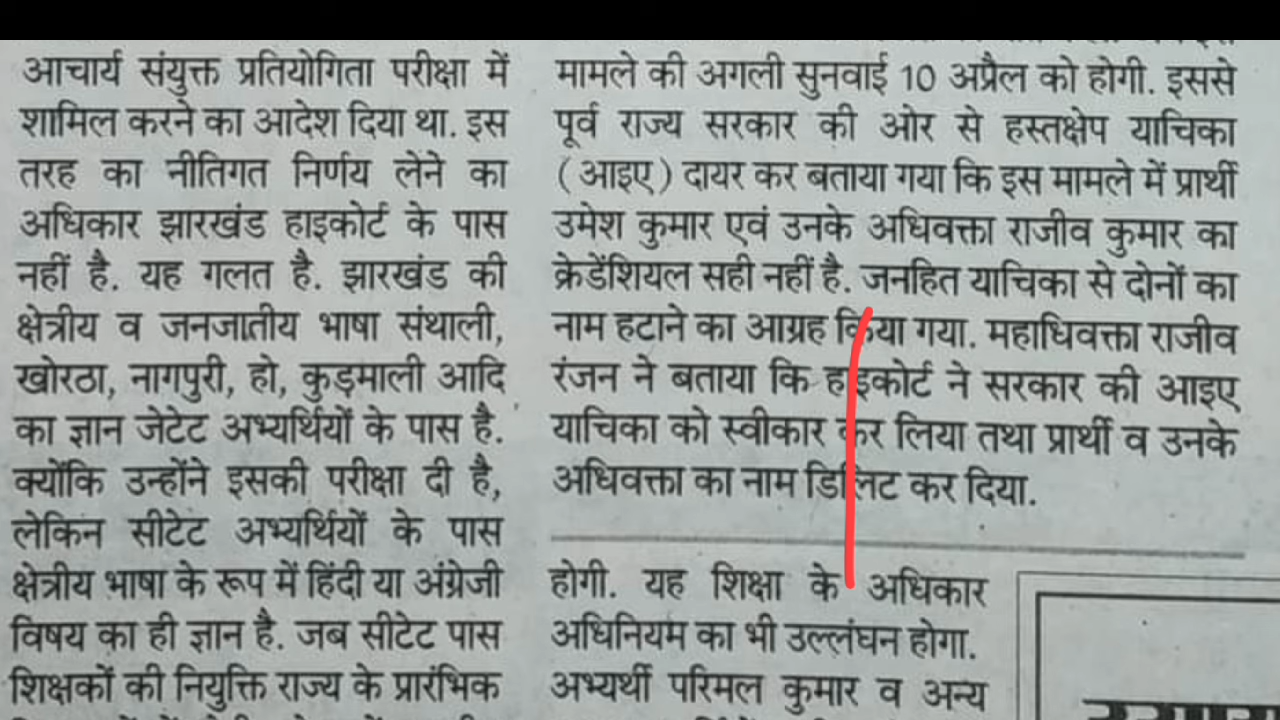 आचार्य संयुक्त प्रतियोगिता परीक्षा में
शामिल करने का आदेश दिया था. इस
तरह का नीतिगत निर्णय लेने का
अधिकार झारखंड हाइकोर्ट के पास
नहीं है. यह गलत है. झारखंड की
क्षेत्रीय व जनजातीय भाषा संथाली,
खोरठा, नागपुरी, हो, कुड़माली आदि
का ज्ञान जेटेट अभ्यर्थियों के पास है.
क्योंकि उन्होंने इसकी परीक्षा दी है,
लेकिन सीटेट अभ्यर्थियों के पास
क्षेत्रीय भाषा के रूप में हिंदी या अंग्रेजी
विषय का ही ज्ञान है. जब सीटेट पास
शिक्षकों की नियुक्ति राज्य के प्रारंभिक
मामले की अगली सुनवाई 10 अप्रैल को होगी. इससे
पूर्व राज्य सरकार की ओर से हस्तक्षेप याचिका
(आइए) दायर कर बताया गया कि इस मामले में प्रार्थी
उमेश कुमार एवं उनके अधिवक्ता राजीव कुमार का
क्रेडेंशियल सही नहीं है. जनहित याचिका से दोनों का
नाम हटाने का आग्रह किया गया. महाधिवक्ता राजीव
रंजन ने बताया कि हाइकोर्ट ने सरकार की आइए
याचिका को स्वीकार कर लिया तथा प्रार्थी व उनके
अधिवक्ता का नाम डिलिट कर दिया.
होगी. यह शिक्षा के अधिकार
अधिनियम का भी उल्लंघन होगा.
अभ्यर्थी परिमल कुमार व अन्य